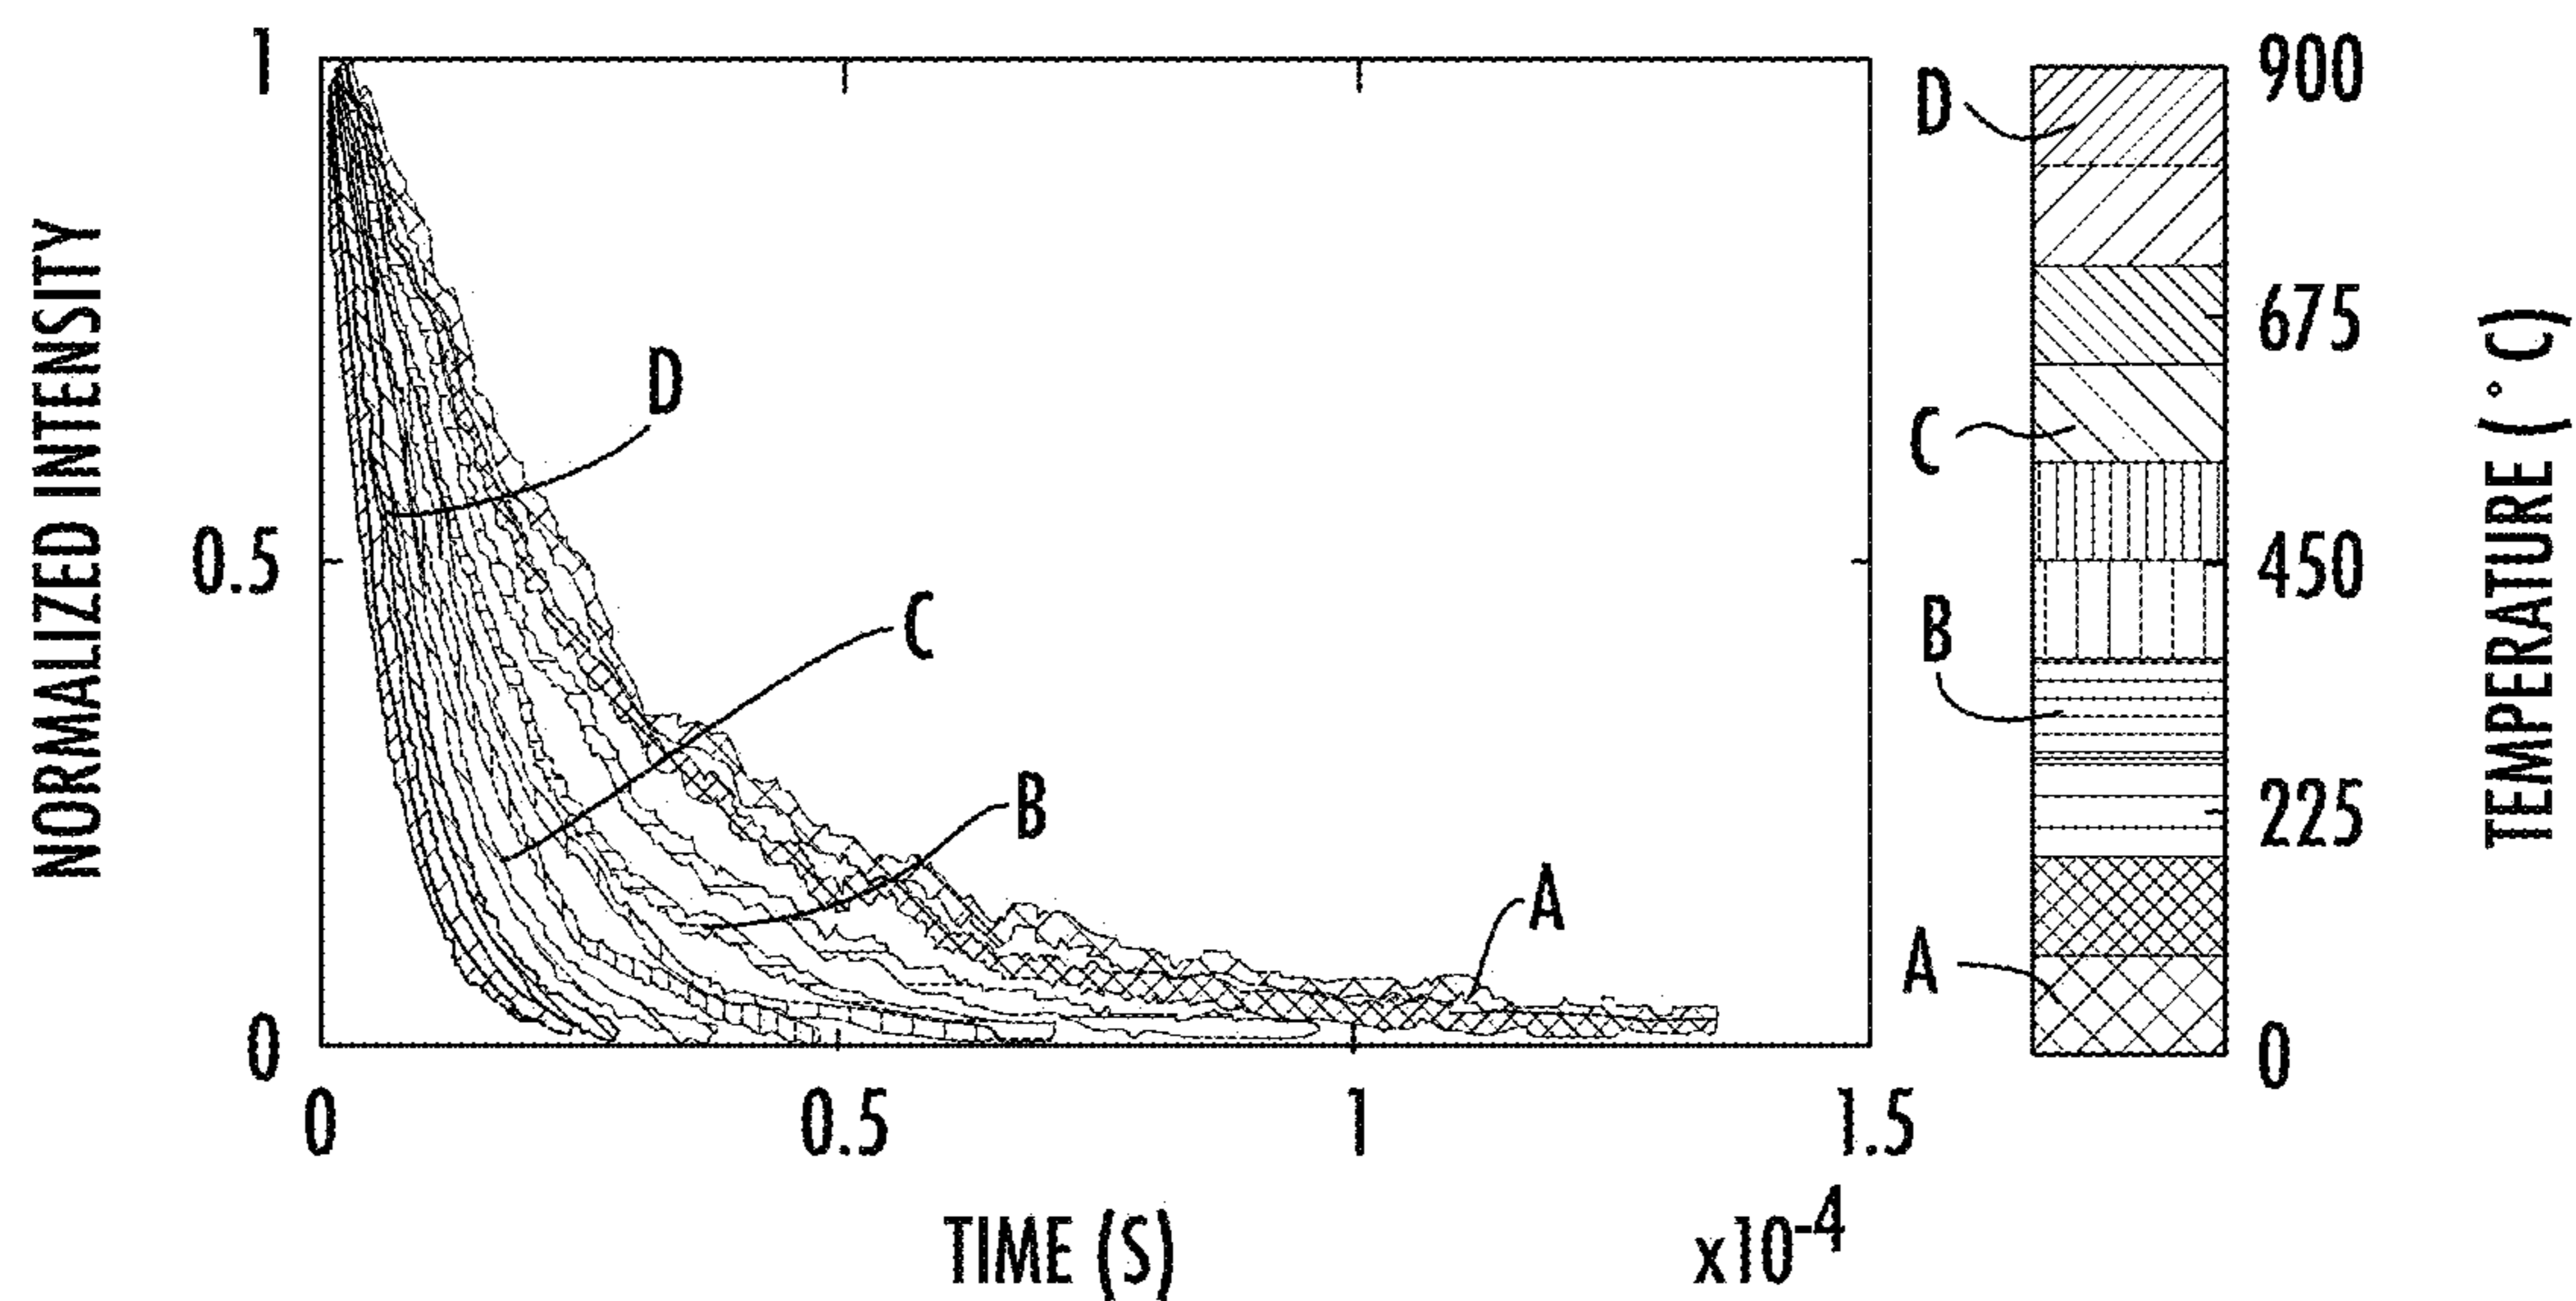 NORMALIZED INTENSITY
1
0.5
0
D
C
B
A
0
0.5
1
1.5
TIME (S)
x10-4
D
C
B
A
900
675
450
225
0
TEMPERATURE (°C)